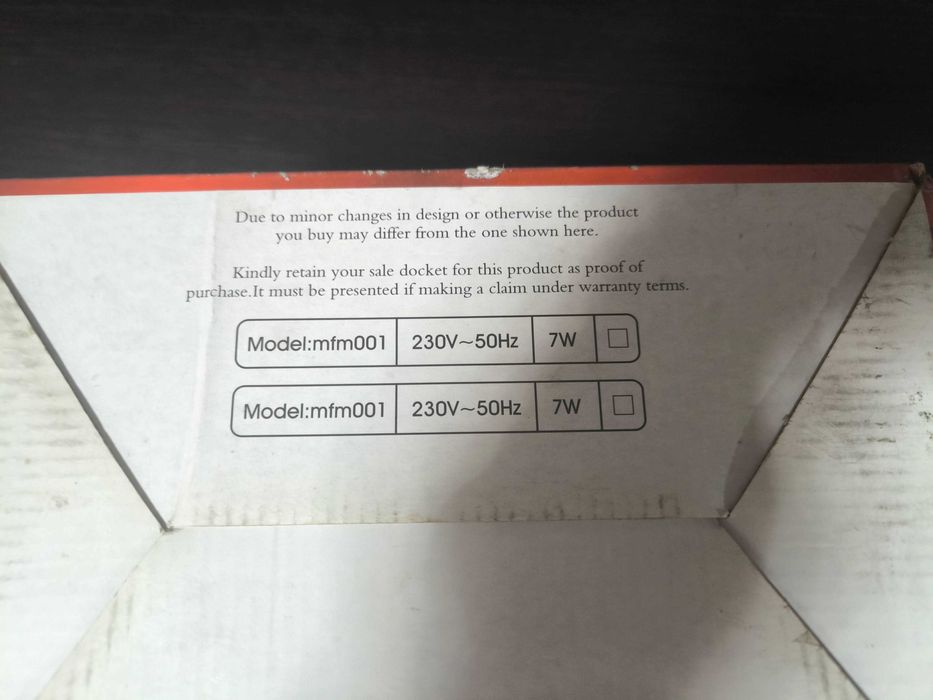 Due to minor changes in design or otherwise the product
you buy may differ from the one shown here.
Kindly retain your sale docket for this product as proof of
purchase.It must be presented if making a claim under warranty terms.
Model:mfm001 230V~50Hz 7W
Model:mfm001 230V~50Hz 7W